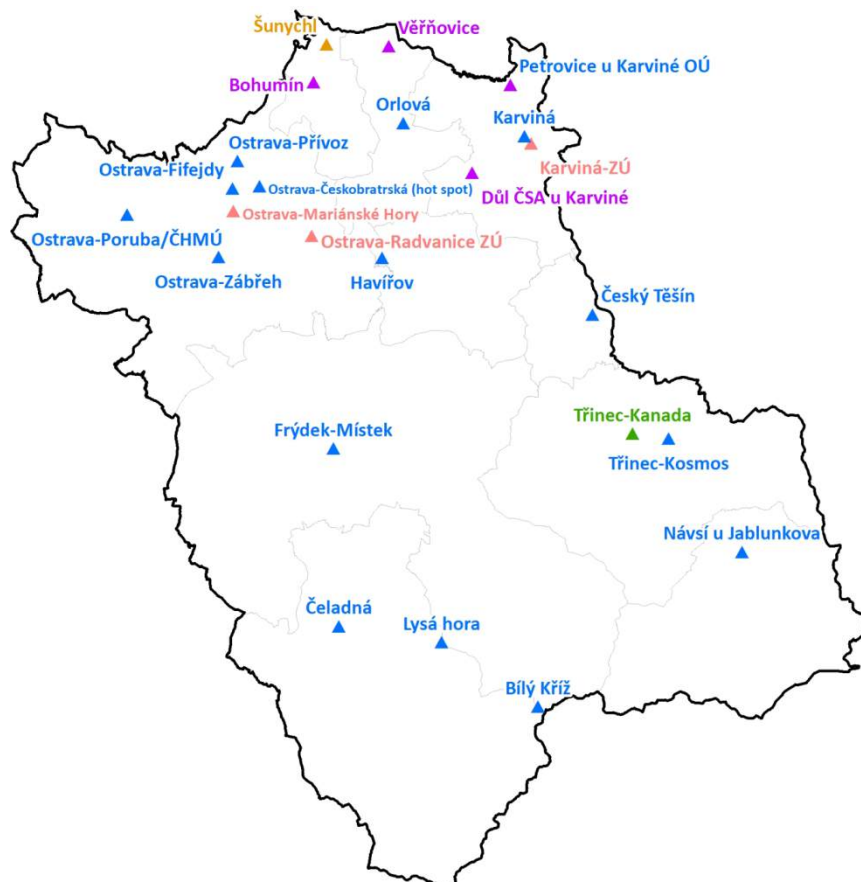 Šunychl
Věřňovice
Petrovice u Karviné OÚ
Bohumín
Orlová
Karviná
Ostrava-Přívoz
Karviná-ZÚ
Ostrava-Fifejdy
Ostrava-Českobratrská (hot spot)
Důl ČSA u Karviné
Ostrava-Mariánské Hory
Ostrava-Poruba/ČHMÚ
Ostrava-Radvanice ZÚ
Ostrava-Zábřeh
Havířov
Český Těšín
Třinec-Kanada
Frýdek-Místek
Třinec-Kosmos
Návsí u Jablunkova
Čeladná
Lysá hora
Bílý Kříž